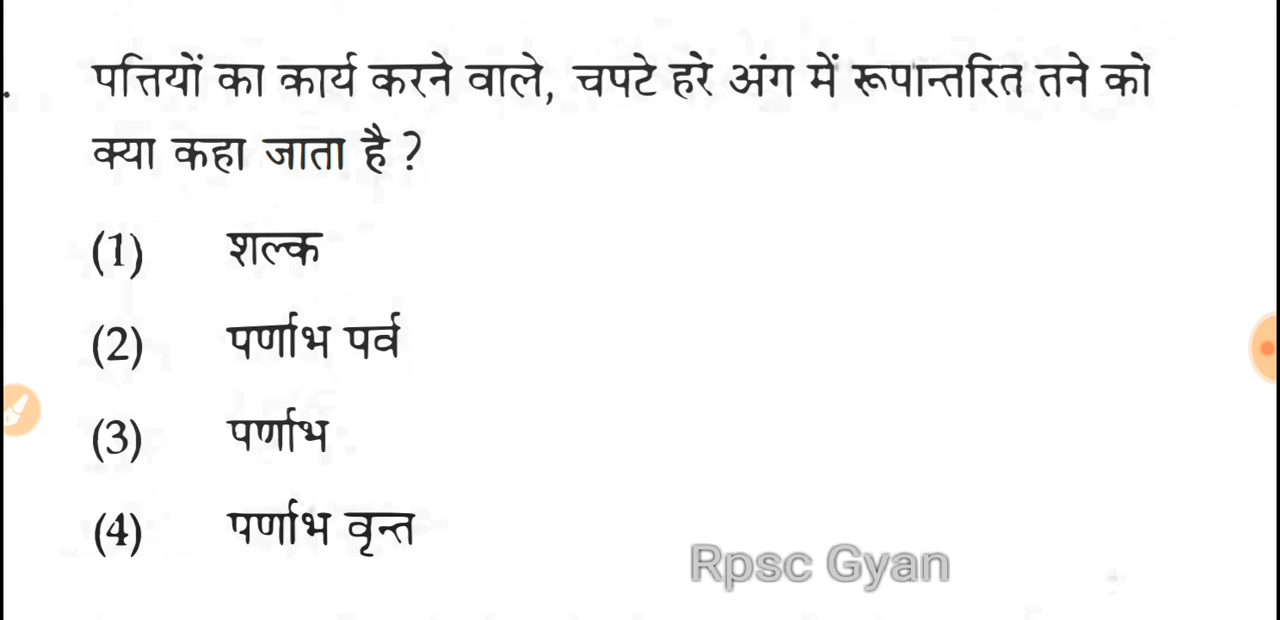 पत्तियों का कार्य करने वाले, चपटे हरे अंग में रूपान्तरित तने को
क्या कहा जाता है ?
(1) शल्क
(2) पर्णाभ पर्व
(3) पर्णाभ
(4) पर्णाभ वृन्त
Rpsc Gyan